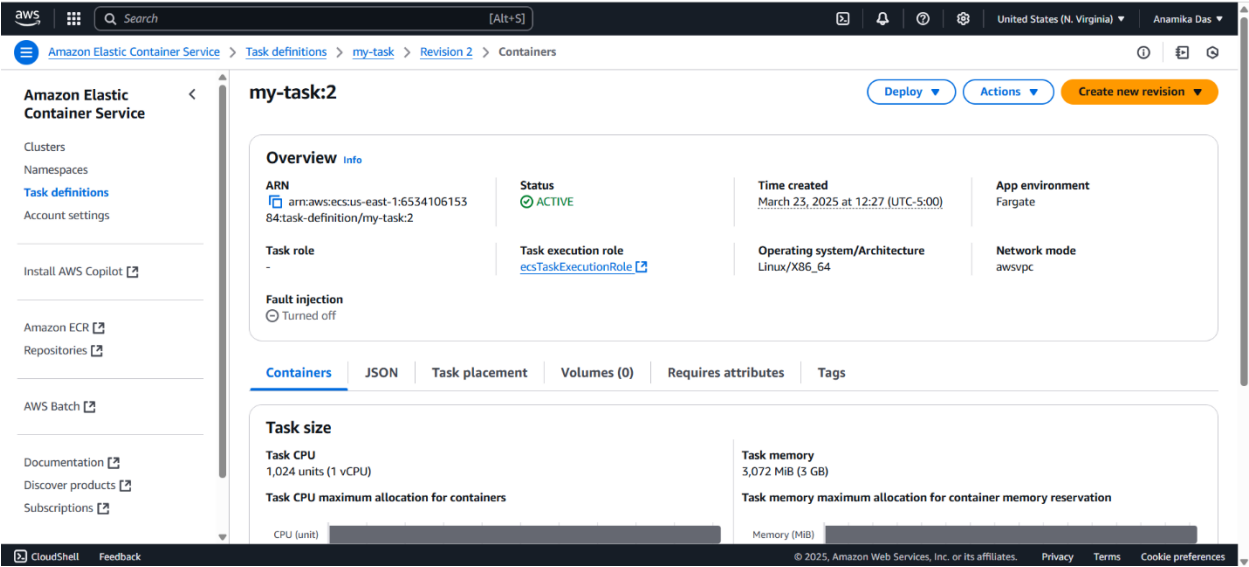 aws
Search [Alt+S]
United States (N. Virginia) ▼ Anamika Das ▼
Amazon Elastic Container Service > Task definitions > my-task > Revision 2 > Containers
Amazon Elastic
Container Service
Clusters
Namespaces
Task definitions
Account settings
Install AWS Copilot
Amazon ECR
Repositories
AWS Batch
Documentation
Discover products
Subscriptions
my-task:2
Deploy ▼ Actions ▼ Create new revision ▼
Overview Info
ARN
arn:aws:ecs:us-east-1:6534106153
84:task-definition/my-task:2
Status
ACTIVE
Time created
March 23, 2025 at 12:27 (UTC-5:00)
App environment
Fargate
Task role
-
Task execution role
ecsTaskExecutionRole
Operating system/Architecture
Linux/X86_64
Network mode
awsvpc
Fault injection
Turned off
Containers JSON Task placement Volumes (0) Requires attributes Tags
Task size
Task CPU
1,024 units (1 vCPU)
Task memory
3,072 MiB (3 GB)
Task CPU maximum allocation for containers
Task memory maximum allocation for container memory reservation
CPU (unit)
Memory (MiB)
CloudShell Feedback
© 2025, Amazon Web Services, Inc. or its affiliates. Privacy Terms Cookie preferences